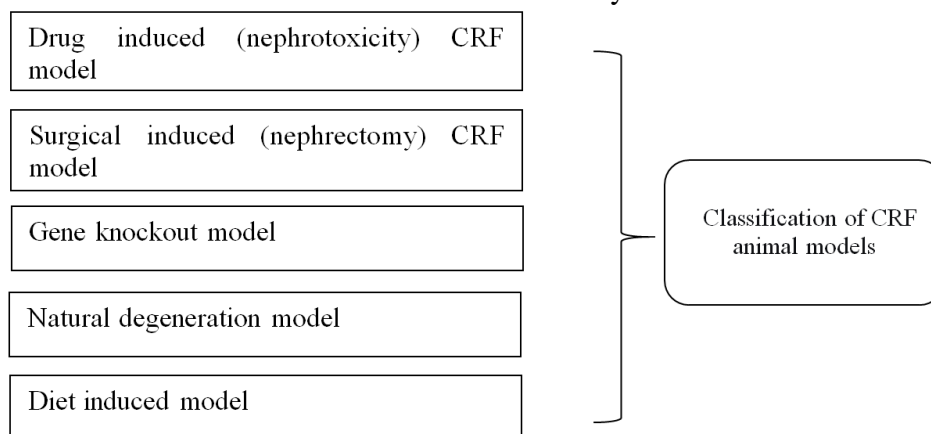 Drug induced (nephrotoxicity) CRF
model
Surgical induced (nephrectomy) CRF
model
Gene knockout model
Natural degeneration model
Diet induced model
Classification of CRF
animal models